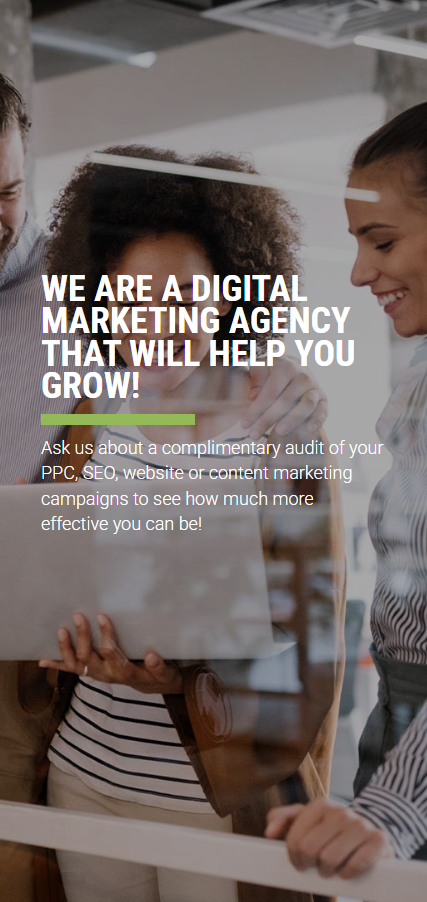 WE ARE A DIGITAL
MARKETING AGENCY
THAT WILL HELP YOU
GROW!
Ask us about a complimentary audit of your
PPC, SEO, website or content marketing
campaigns to see how much more
effective you can be!